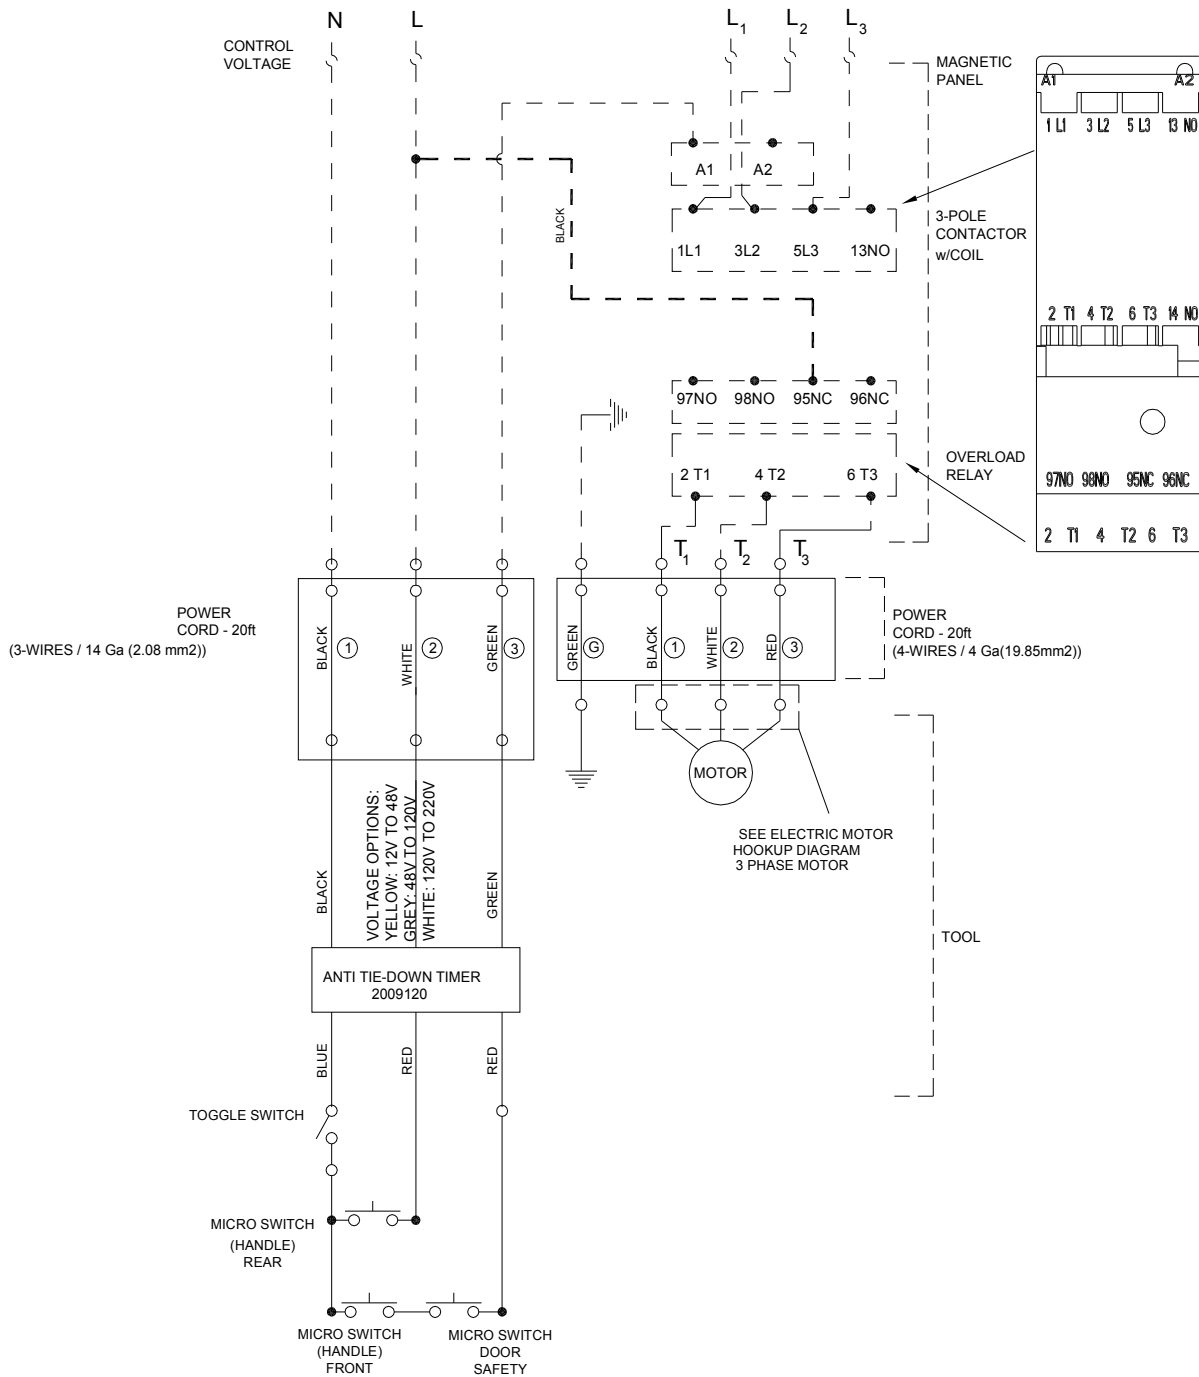 N
L
L1
L2
L3
CONTROL
VOLTAGE
MAGNETIC
PANEL
A1
A2
1 L1
3 L2
5 L3
13 NO
A1
A2
BLACK
3-POLE
CONTACTOR
w/COIL
1L1
3L2
5L3
13NO
2 T1
4 T2
6 T3
14 NO
97NO
98NO
95NC
96NC
OVERLOAD
RELAY
2 T1
4 T2
6 T3
97NO
98NO
95NC
96NC
2 T1
4 T2
6 T3
T1
T2
T3
POWER
CORD - 20ft
(3-WIRES / 14 Ga (2.08 mm2))
BLACK
1
WHITE
2
GREEN
3
GREEN
G
BLACK
1
WHITE
2
RED
3
POWER
CORD - 20ft
(4-WIRES / 4 Ga(19.85mm2))
MOTOR
SEE ELECTRIC MOTOR
HOOKUP DIAGRAM
3 PHASE MOTOR
BLACK
VOLTAGE OPTIONS:
YELLOW: 12V TO 48V
GREY: 48V TO 120V
WHITE: 120V TO 220V
GREEN
TOOL
ANTI TIE-DOWN TIMER
2009120
BLUE
RED
RED
TOGGLE SWITCH
MICRO SWITCH
(HANDLE)
REAR
MICRO SWITCH
(HANDLE)
FRONT
MICRO SWITCH
DOOR
SAFETY